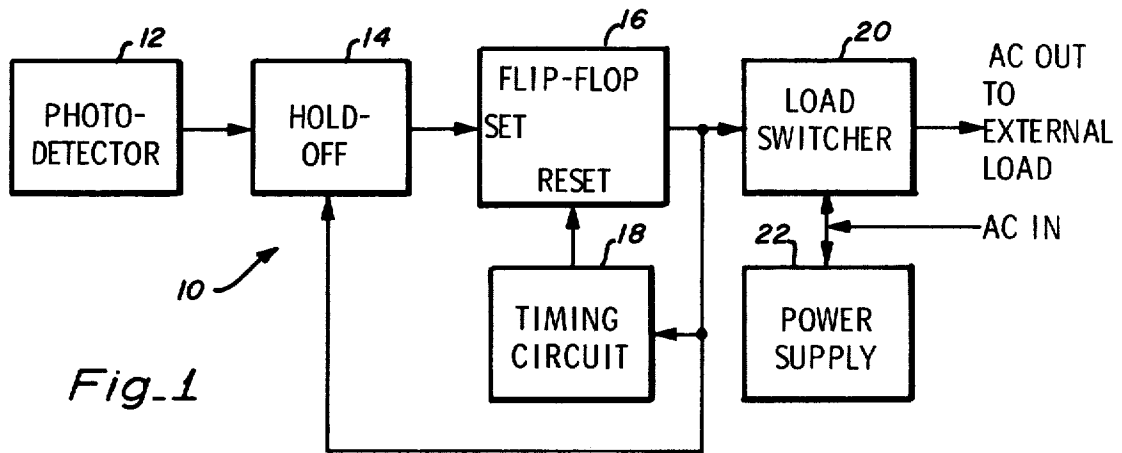 12
PHOTO-
DETECTOR
14
HOLD-
OFF
16
FLIP-FLOP
SET
RESET
18
TIMING
CIRCUIT
20
LOAD
SWITCHER
AC OUT
TO
EXTERNAL
LOAD
AC IN
22
POWER
SUPPLY
10
Fig_1